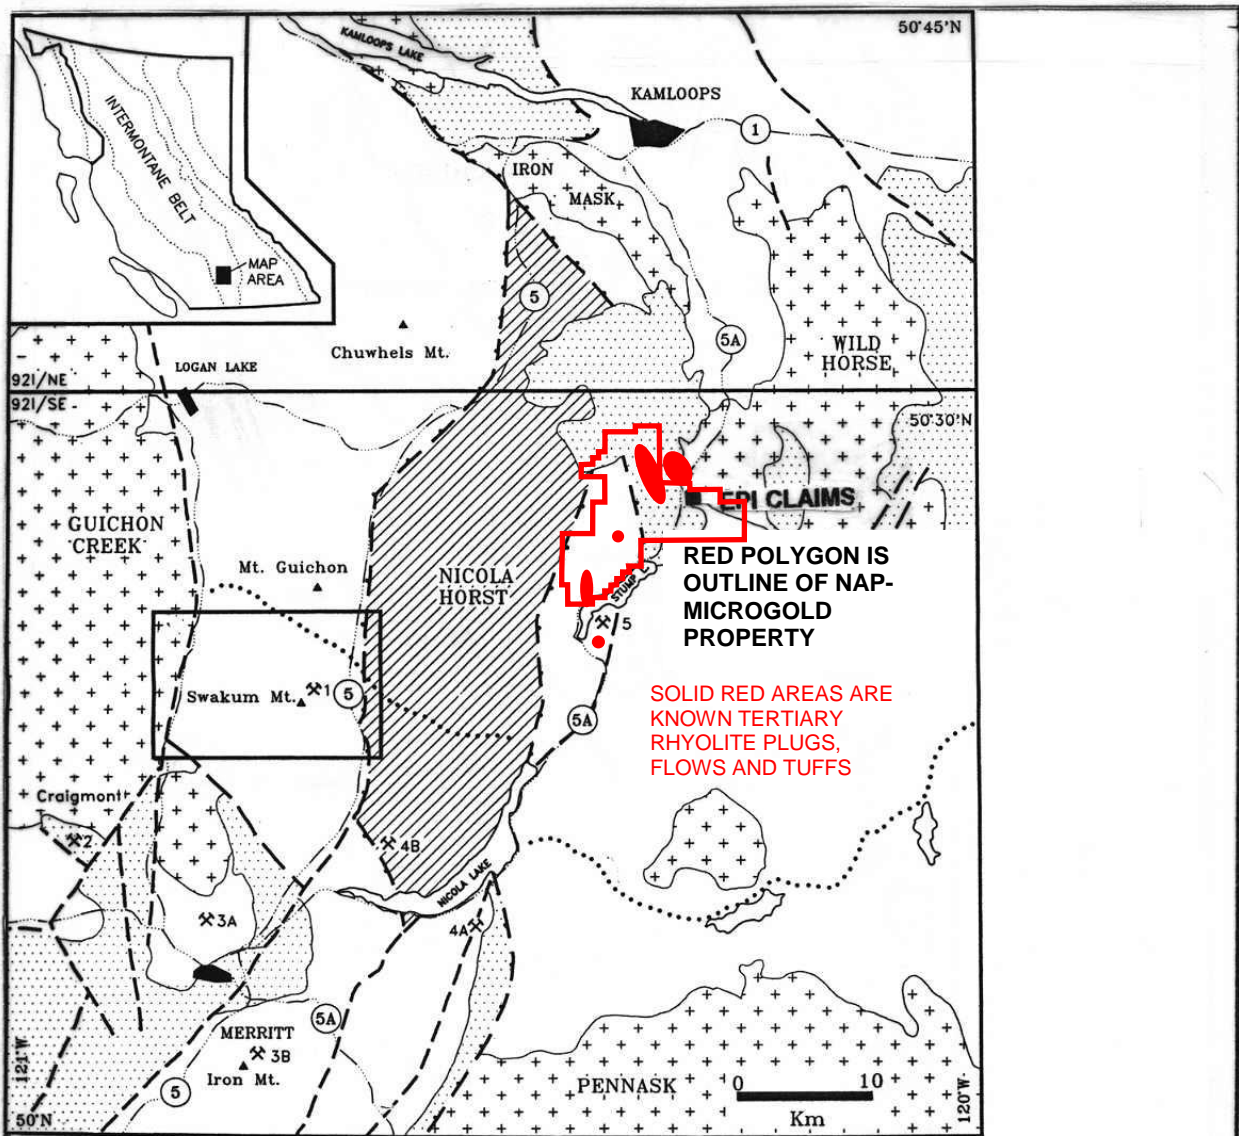 50°45'N
KAMLOOPS LAKE
KAMLOOPS
1
INTERMONTANE BELT
MAP
AREA
IRON
MASK
5
5A
Chuwhels Mt.
WILD
HORSE
LOGAN LAKE
921/NE
921/SE
50°30'N
EPI CLAIMS
GUICHON
CREEK
Mt. Guichon
NICOLA
HORST
STUMP L
RED POLYGON IS
OUTLINE OF NAP-
MICROGOLD
PROPERTY
5
Swakum Mt.
1
5
5A
SOLID RED AREAS ARE
KNOWN TERTIARY
RHYOLITE PLUGS,
FLOWS AND TUFFS
Craigmont
2
4B
NICOLA LAKE
3A
4A
5A
MERRITT
3B
Iron Mt.
5
121°W
50°N
PENNASK
0 10
Km
120°W